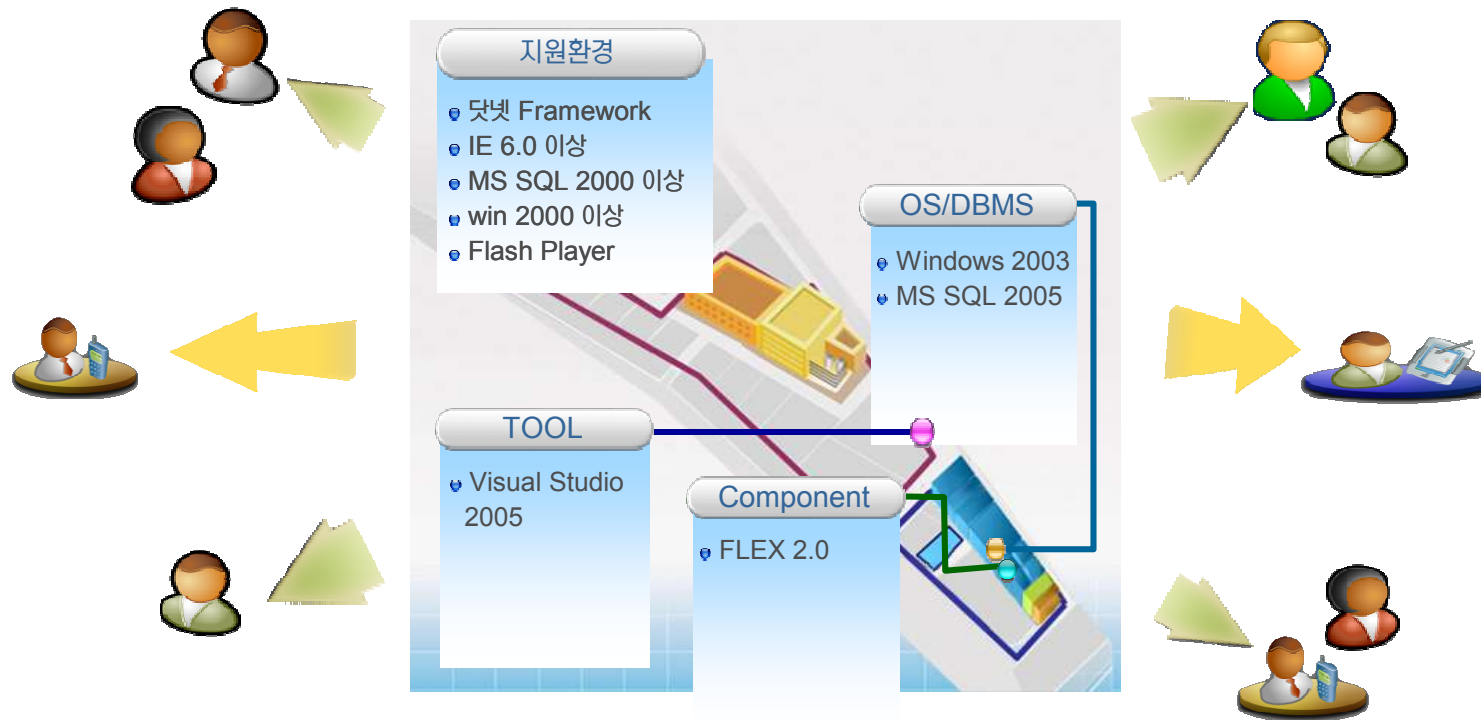 지원환경
닷넷 Framework
IE 6.0 이상
MS SQL 2000 이상
win 2000 이상
Flash Player
OS/DBMS
Windows 2003
MS SQL 2005
TOOL
Visual Studio
2005
Component
FLEX 2.0